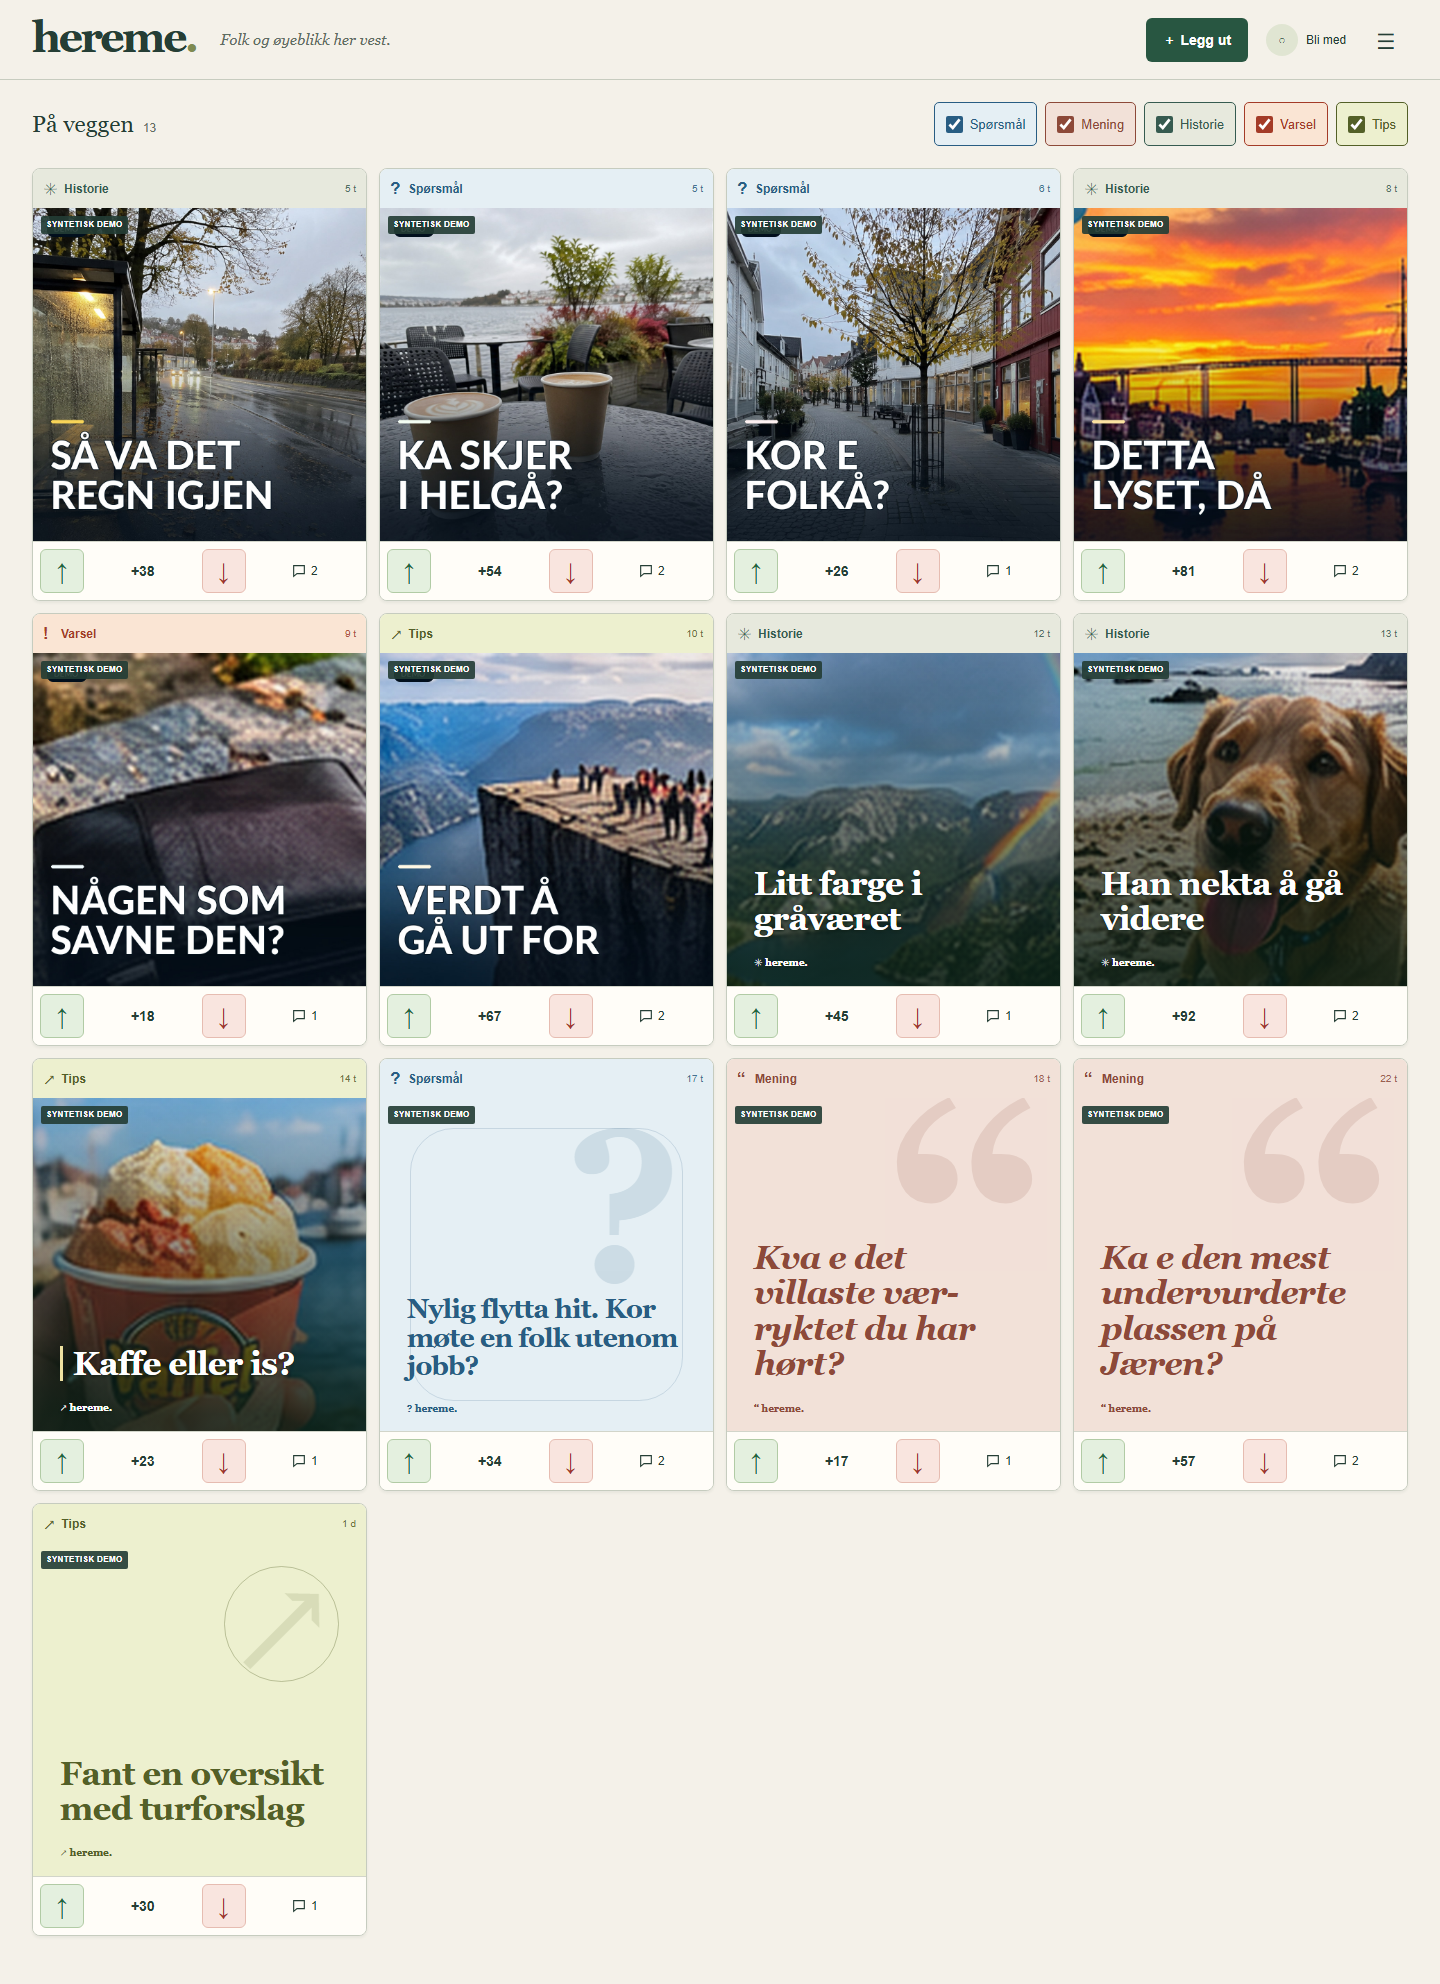 hereme.
Folk og øyeblikk her vest.
+ Legg ut
Bli med
På veggen 13
Spørsmål
Mening
Historie
Varsel
Tips
Historie 5 t
SYNTETISK DEMO
SÅ VA DET
REGN IGJEN
+38
2
? Spørsmål 5 t
SYNTETISK DEMO
KA SKJER
I HELGÅ?
+54
2
? Spørsmål 6 t
SYNTETISK DEMO
KOR E
FOLKÅ?
+26
1
Historie 8 t
SYNTETISK DEMO
DETTA
LYSET, DÅ
+81
2
! Varsel 9 t
SYNTETISK DEMO
NÅGEN SOM
SAVNE DEN?
+18
1
Tips 10 t
SYNTETISK DEMO
VERDT Å
GÅ UT FOR
+67
2
Historie 12 t
SYNTETISK DEMO
Litt farge i
gråværet
hereme.
+45
1
Historie 13 t
SYNTETISK DEMO
Han nekta å gå
videre
hereme.
+92
2
Tips 14 t
SYNTETISK DEMO
Kaffe eller is?
hereme.
+23
1
? Spørsmål 17 t
SYNTETISK DEMO
?
Nylig flytta hit. Kor
møte en folk utenom
jobb?
? hereme.
+34
2
“ Mening 18 t
SYNTETISK DEMO
“
Kva e det
villaste vær-
ryktet du har
hørt?
“ hereme.
+17
1
“ Mening 22 t
SYNTETISK DEMO
“
Ka e den mest
undervurderte
plassen på
Jæren?
“ hereme.
+57
2
Tips 1 d
SYNTETISK DEMO
Fant en oversikt
med turforslag
hereme.
+30
1